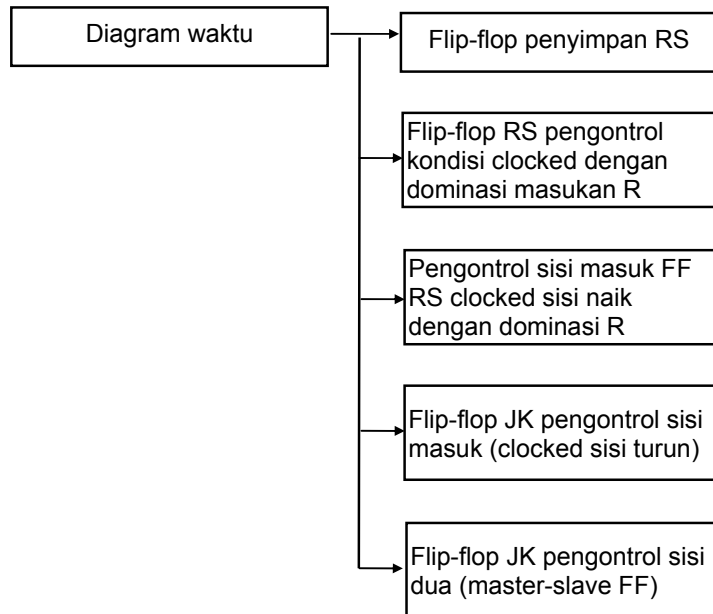 Diagram waktu
Flip-flop penyimpan RS
Flip-flop RS pengontrol
kondisi clocked dengan
dominasi masukan R
Pengontrol sisi masuk FF
RS clocked sisi naik
dengan dominasi R
Flip-flop JK pengontrol sisi
masuk (clocked sisi turun)
Flip-flop JK pengontrol sisi
dua (master-slave FF)